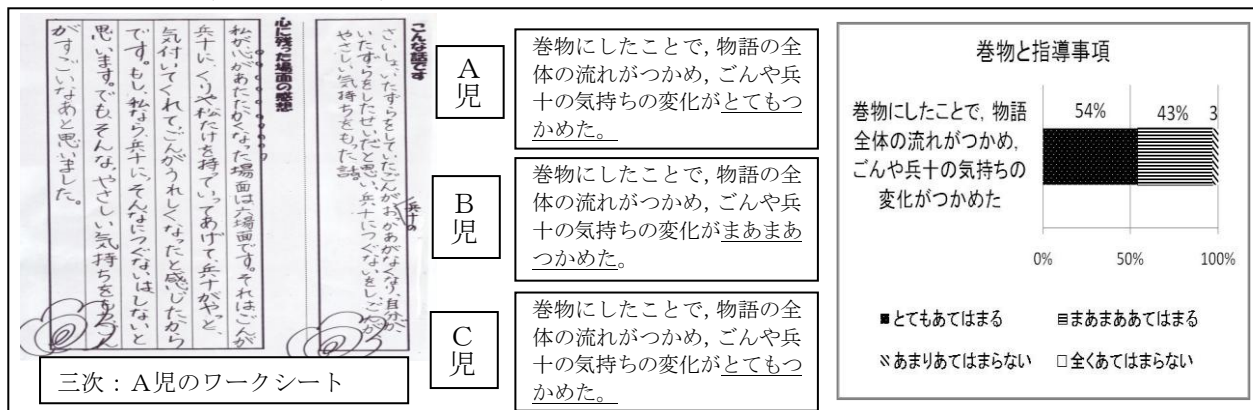 こんな話です
さいしょ、いたずらをしていたごんがおっかあがなくなり、自分が
いたずらをしたせいだと思い、兵十につぐないをし、ごんが
兵十の
やさしい気持ちをもった話
心に残った場面の感想
私が心があたたかくなった場面は六場面です。それは、ごんが
兵十に、くりや松たけを持っていってあげて、兵十がやっと、
気付いてくれて、ごんがうれしくなったと感じたから
です。もし、私なら兵十に、そんなにつぐないはしないと
思います。でも、そんな、やさしい気持ちをもつごん
がすごいなあと思いました。
三次：A児のワークシート
A
児
巻物にしたことで,物語の全
体の流れがつかめ,ごんや兵
十の気持ちの変化がとてもつ
かめた。
B
児
巻物にしたことで,物語の全
体の流れがつかめ,ごんや兵
十の気持ちの変化がまあまあ
つかめた。
C
児
巻物にしたことで,物語の全
体の流れがつかめ,ごんや兵
十の気持ちの変化がとてもつ
かめた。
巻物と指導事項
54% 43% 3
巻物にしたことで,物語
全体の流れがつかめ,
ごんや兵十の気持ちの
変化がつかめた
0% 50% 100%
とてもあてはまる まあまああてはまる
あまりあてはまらない 全くあてはまらない